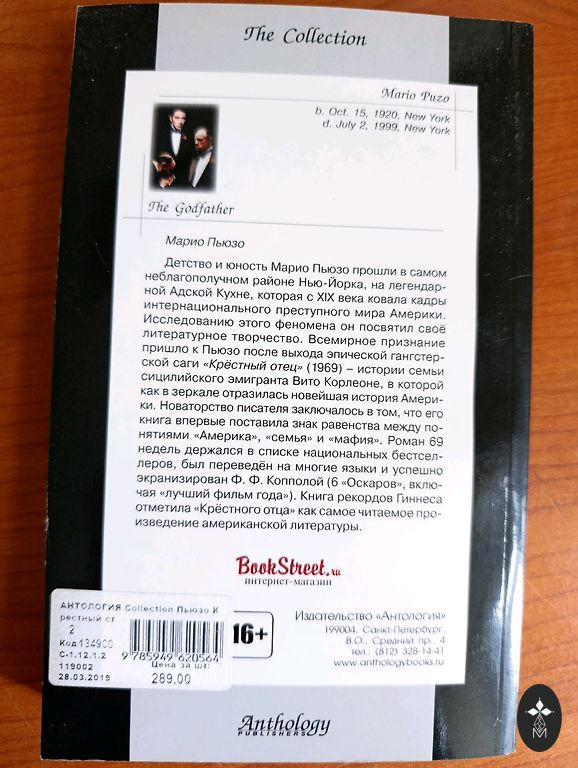 The Collection
Mario Puzo
b. Oct. 15, 1920, New York
d. July 2, 1999, New York
The Godfather
Марио Пьюзо
Детство и юность Марио Пьюзо прошли в самом
неблагополучном районе Нью-Йорка, на легендар-
ной Адской Кухне, которая с XIX века ковала кадры
интернационального преступного мира Америки.
Исследованию этого феномена он посвятил своё
литературное творчество. Всемирное признание
пришло к Пьюзо после выхода эпической гангстер-
ской саги «Крёстный отец» (1969) – истории семьи
сицилийского эмигранта Вито Корлеоне, в которой
как в зеркале отразилась новейшая история Амери-
ки. Новаторство писателя заключалось в том, что его
книга впервые поставила знак равенства между по-
нятиями «Америка», «семья» и «мафия». Роман 69
недель держался в списке национальных бестсел-
леров, был переведён на многие языки и успешно
экранизирован Ф. Ф. Копполой (6 «Оскаров», вклю-
чая «лучший фильм года»). Книга рекордов Гиннеса
отметила «Крёстного отца» как самое читаемое про-
изведение американской литературы.
BookStreet.ru
интернет-магазин
АНТОЛОГИЯ Collection Пьюзо К
рестный от
2
Код 134900
С-1.12.1.2
119002
28.03.2019
9 785949 620564
Цена за шт:
289.00
16+
Издательство «Антология»
199004, Санкт-Петербург,
В.О., Средний пр., 4
тел.: (812) 328-14-41
www.anthologybooks.ru
Anthology
PUBLISHERS
M